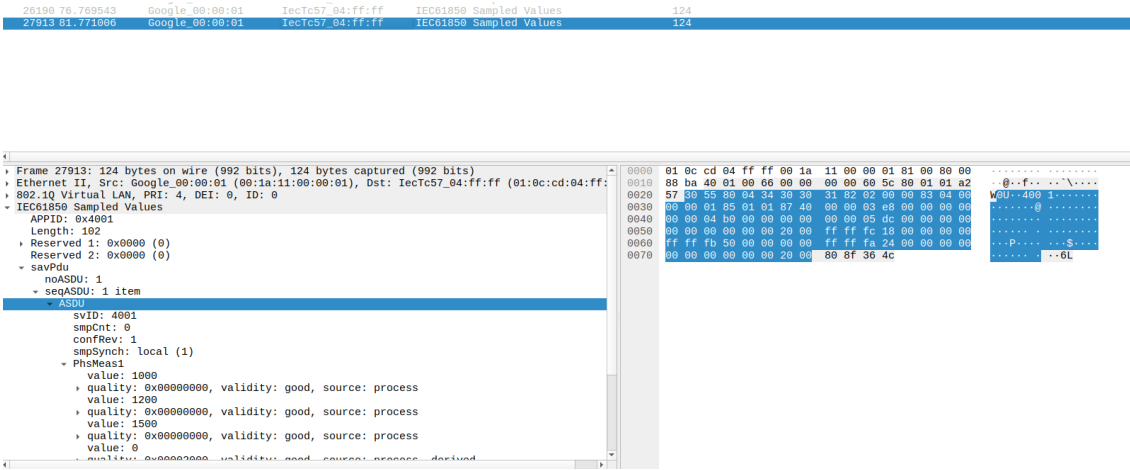 26190 76.769543 Google_00:00:01 IecTc57_04:ff:ff IEC61850 Sampled Values 124
27913 81.771006 Google_00:00:01 IecTc57_04:ff:ff IEC61850 Sampled Values 124
Frame 27913: 124 bytes on wire (992 bits), 124 bytes captured (992 bits)
Ethernet II, Src: Google_00:00:01 (00:1a:11:00:00:01), Dst: IecTc57_04:ff:ff (01:0c:cd:04:ff:
802.1Q Virtual LAN, PRI: 4, DEI: 0, ID: 0
IEC61850 Sampled Values
APPID: 0x4001
Length: 102
Reserved 1: 0x0000 (0)
Reserved 2: 0x0000 (0)
savPdu
noASDU: 1
seqASDU: 1 item
ASDU
svID: 4001
smpCnt: 0
confRev: 1
smpSynch: local (1)
PhsMeas1
value: 1000
quality: 0x00000000, validity: good, source: process
value: 1200
quality: 0x00000000, validity: good, source: process
value: 1500
quality: 0x00000000, validity: good, source: process
value: 0
quality: 0x00002000, validity: good, source: process, derived
0000 01 0c cd 04 ff ff 00 1a 11 00 00 01 81 00 80 00 ········ ········
0010 88 ba 40 01 00 66 00 00 00 00 60 5c 80 01 01 a2 ··@··f·· ··`\····
0020 57 30 55 80 04 34 30 30 31 82 02 00 00 83 04 00 W0U··400 1·······
0030 00 00 01 85 01 01 87 40 00 00 03 e8 00 00 00 00 ·······@ ········
0040 00 00 04 b0 00 00 00 00 00 00 05 dc 00 00 00 00 ········ ········
0050 00 00 00 00 00 00 20 00 ff ff fc 18 00 00 00 00 ······ · ········
0060 ff ff fb 50 00 00 00 00 ff ff fa 24 00 00 00 00 ···P···· ···$····
0070 00 00 00 00 00 00 20 00 80 8f 36 4c ······ · ··6L